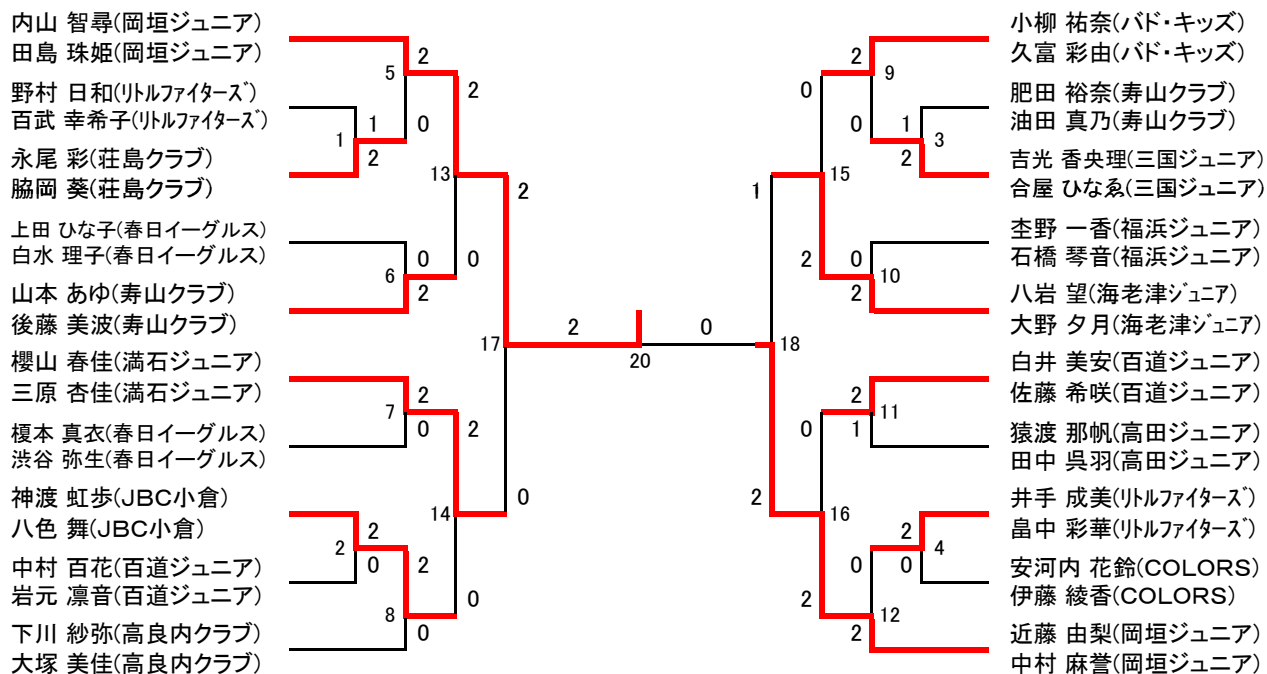 内山 智尋(岡垣ジュニア)
田島 珠姫(岡垣ジュニア)
野村 日和(リトルファイターズ)
百武 幸希子(リトルファイターズ)
永尾 彩(荘島クラブ)
脇岡 葵(荘島クラブ)
上田 ひな子(春日イーグルス)
白水 理子(春日イーグルス)
山本 あゆ(寿山クラブ)
後藤 美波(寿山クラブ)
櫻山 春佳(満石ジュニア)
三原 杏佳(満石ジュニア)
榎本 真衣(春日イーグルス)
渋谷 弥生(春日イーグルス)
神渡 虹歩(JBC小倉)
八色 舞(JBC小倉)
中村 百花(百道ジュニア)
岩元 凛音(百道ジュニア)
下川 紗弥(高良内クラブ)
大塚 美佳(高良内クラブ)
2
5
0
1
1
2
2
13
0
0
6
2
2
17
2
7
0
2
14
0
2
2
0
2
8
0
0
2
20
0
2
9
0
1
3
2
0
15
2
0
10
2
1
18
2
2
11
1
0
16
2
2
4
0
0
12
2
小柳 祐奈(バド・キッズ)
久富 彩由(バド・キッズ)
肥田 裕奈(寿山クラブ)
油田 真乃(寿山クラブ)
吉光 香央理(三国ジュニア)
合屋 ひなゑ(三国ジュニア)
杢野 一香(福浜ジュニア)
石橋 琴音(福浜ジュニア)
八岩 望(海老津ジュニア)
大野 夕月(海老津ジュニア)
白井 美安(百道ジュニア)
佐藤 希咲(百道ジュニア)
猿渡 那帆(高田ジュニア)
田中 呉羽(高田ジュニア)
井手 成美(リトルファイターズ)
畠中 彩華(リトルファイターズ)
安河内 花鈴(COLORS)
伊藤 綾香(COLORS)
近藤 由梨(岡垣ジュニア)
中村 麻誉(岡垣ジュニア)